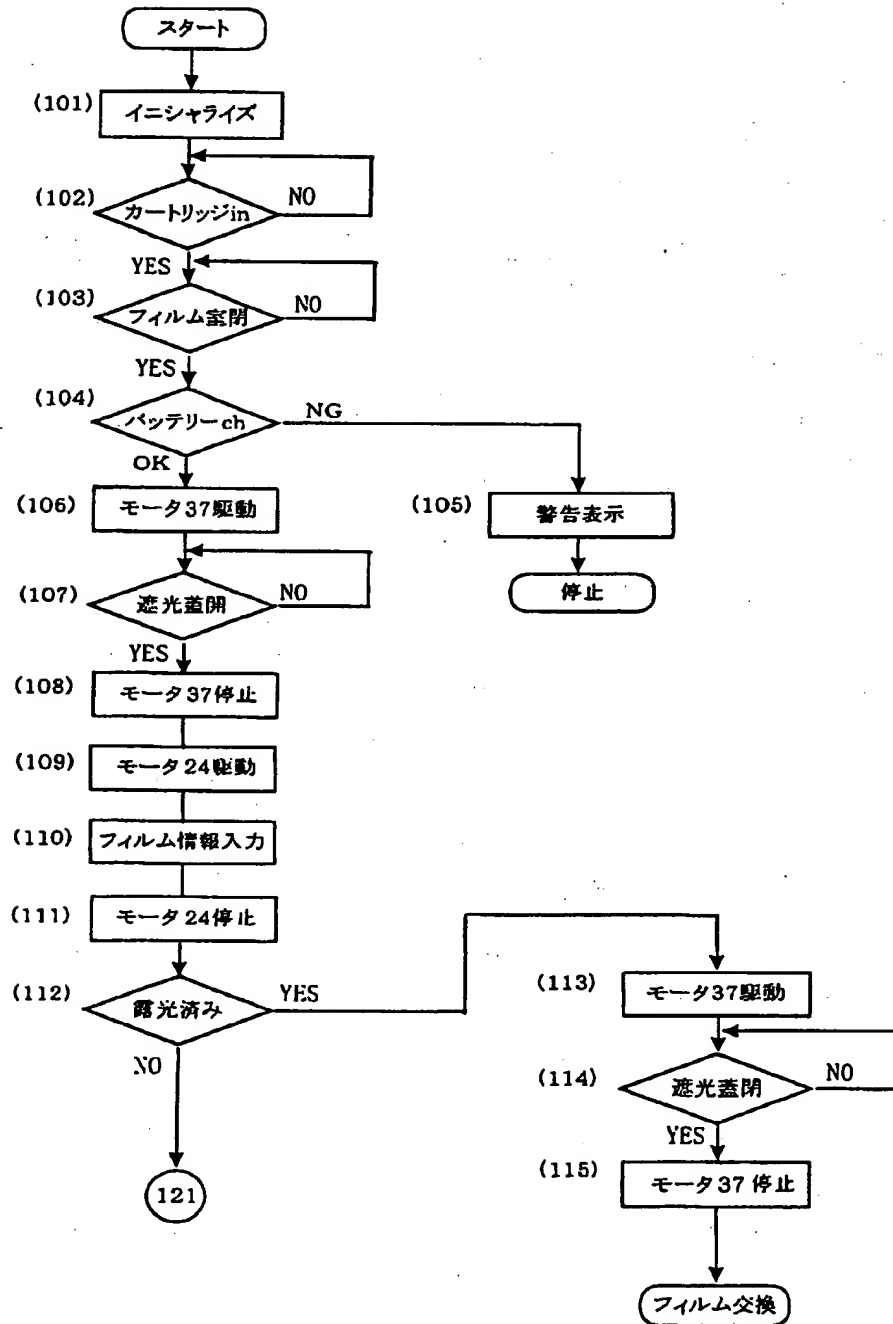 スタート
(101)
イニシャライズ
(102)
カートリッジin
NO
YES
(103)
フィルム室閉
NO
YES
(104)
バッテリーch
NG
OK
(106)
モータ37駆動
(105)
警告表示
停止
(107)
遮光蓋開
NO
YES
(108)
モータ37停止
(109)
モータ24駆動
(110)
フィルム情報入力
(111)
モータ24停止
(112)
露光済み
YES
NO
121
(113)
モータ37駆動
(114)
遮光蓋閉
NO
YES
(115)
モータ37停止
フィルム交換